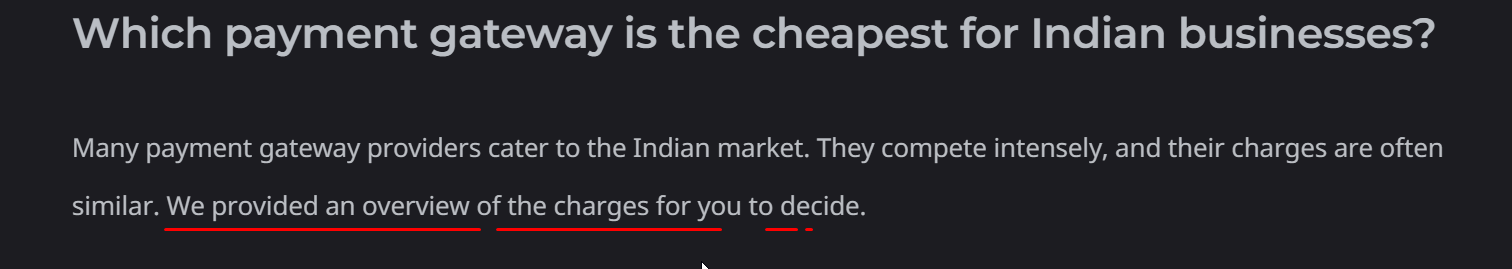 Which payment gateway is the cheapest for Indian businesses?
Many payment gateway providers cater to the Indian market. They compete intensely, and their charges are often
similar. We provided an overview of the charges for you to decide.